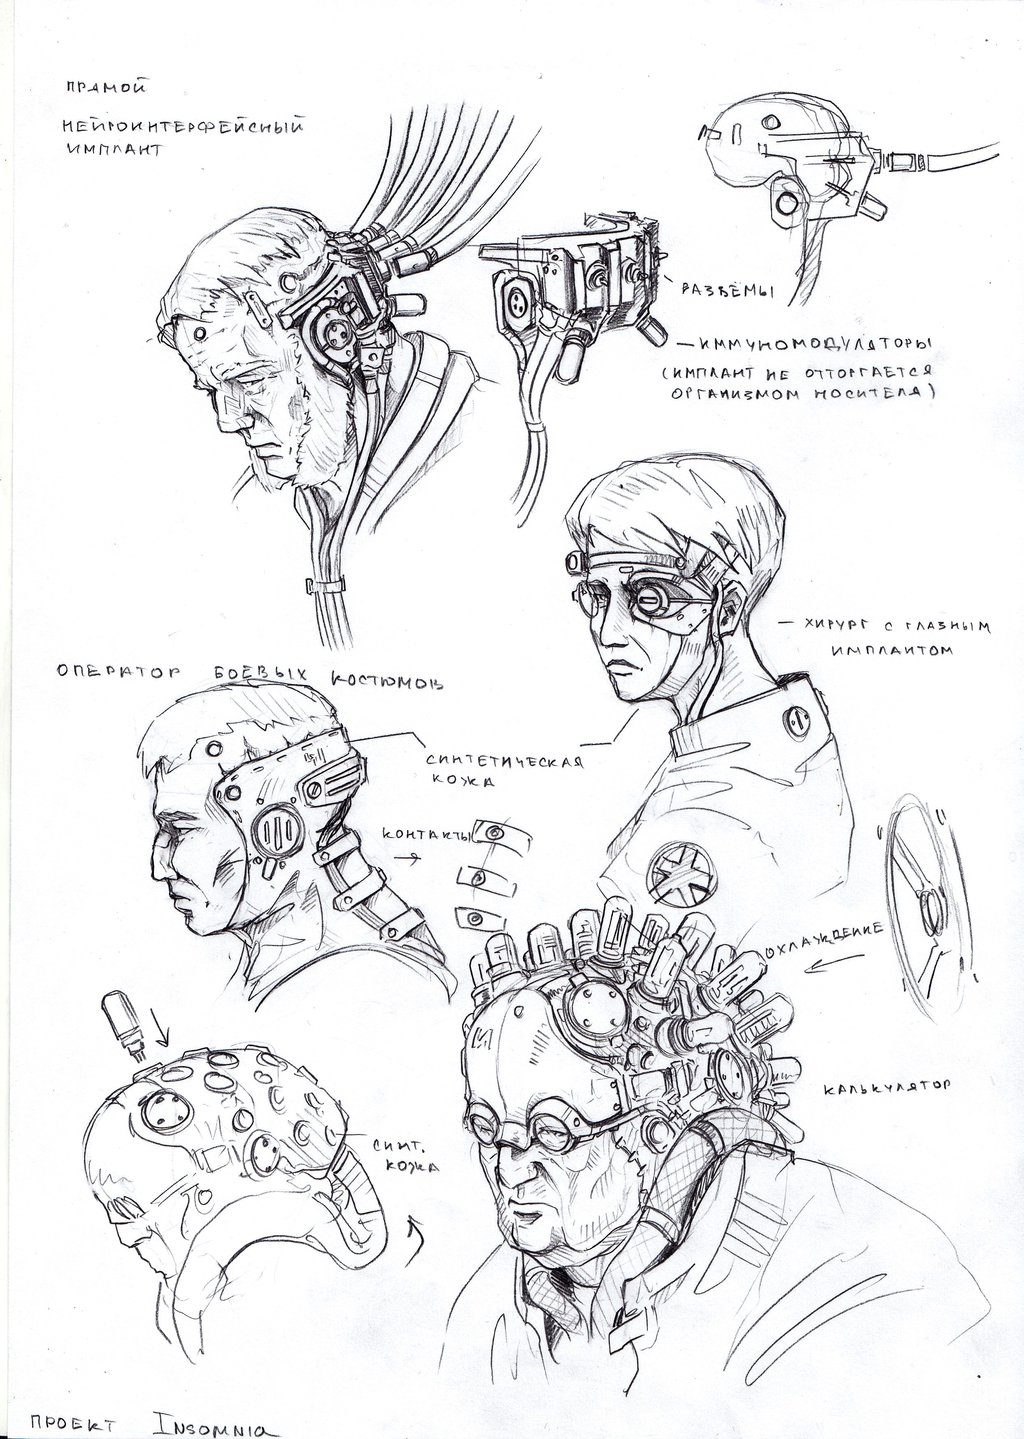 ПРЯМОЙ
НЕЙРОИНТЕРФЕЙСНЫЙ
ИМПЛАНТ
РАЗЪЁМЫ
– ИММУНОМОДУЛЯТОРЫ
(ИМПЛАНТ НЕ ОТТОРГАЕТСЯ
ОРГАНИЗМОМ НОСИТЕЛЯ)
– ХИРУРГ С ГЛАЗНЫМ
ИМПЛАНТОМ
ОПЕРАТОР БОЕВЫХ КОСТЮМОВ
СИНТЕТИЧЕСКАЯ
КОЖА
КОНТАКТЫ
ОХЛАЖДЕНИЕ
КАЛЬКУЛЯТОР
СИНТ.
КОЖА
ПРОЕКТ INSOMNIA